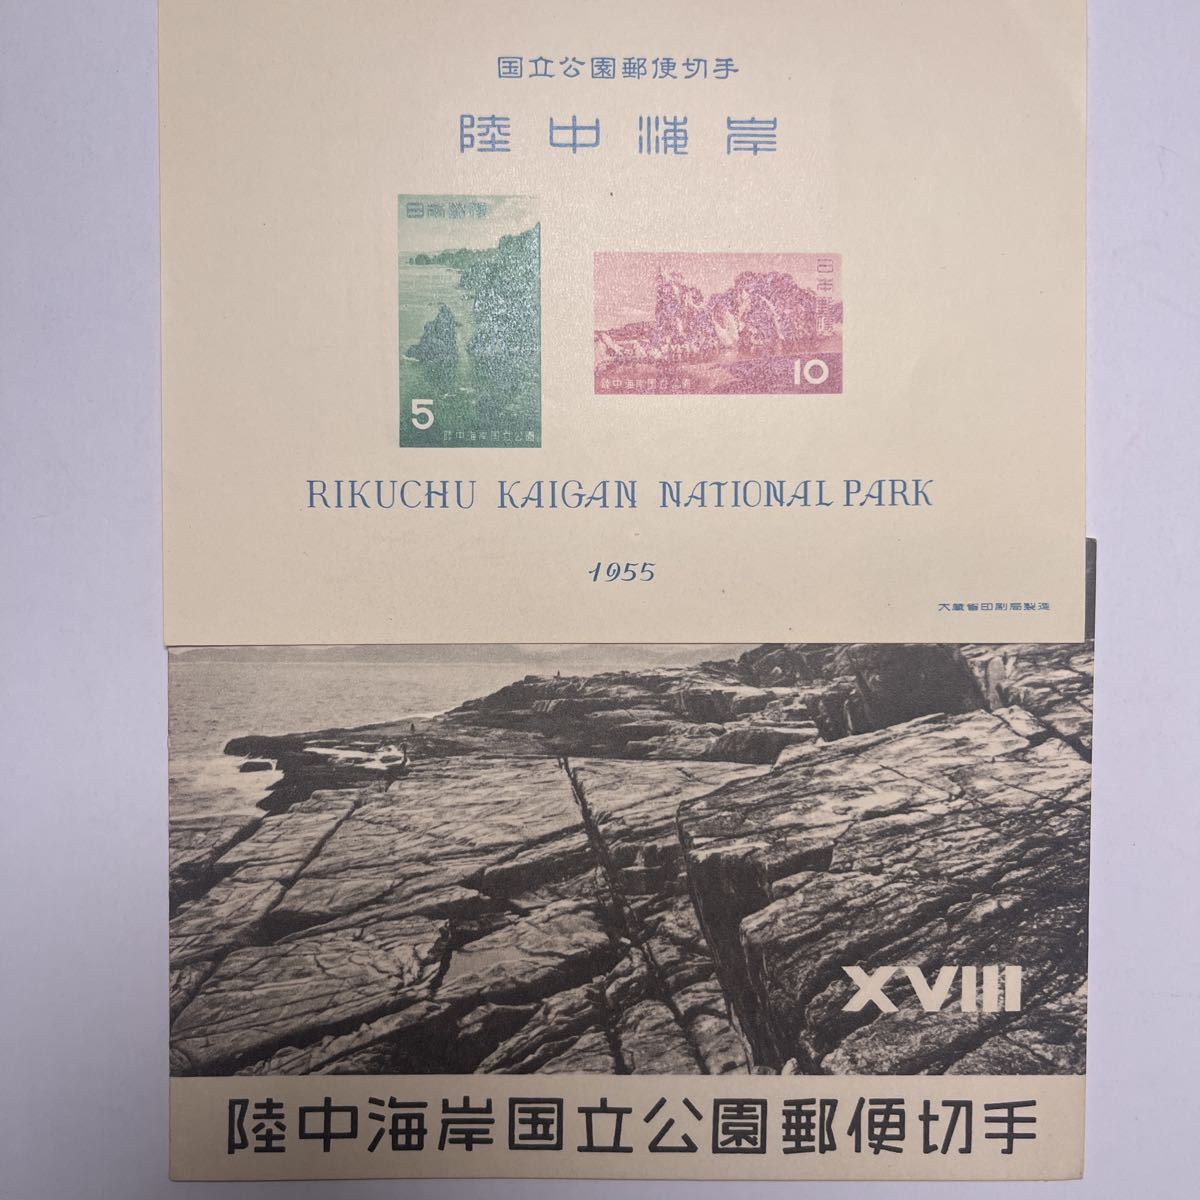 国立公園郵便切手
陸中海岸
日本郵便
5
陸中海岸国立公園
日本郵便
10
陸中海岸国立公園
RIKUCHU KAIGAN NATIONAL PARK
1955
大蔵省印刷局製造
XVIII
陸中海岸国立公園郵便切手